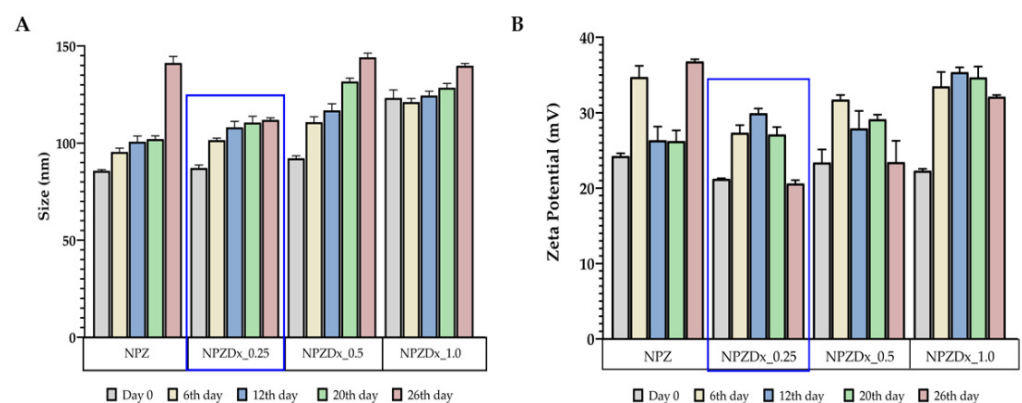 A
Size (nm)
150
100
50
0
NPZ NPZDx_0.25 NPZDx_0.5 NPZDx_1.0
Day 0 6th day 12th day 20th day 26th day
B
Zeta Potential (mV)
40
30
20
10
0
NPZ NPZDx_0.25 NPZDx_0.5 NPZDx_1.0
Day 0 6th day 12th day 20th day 26th day